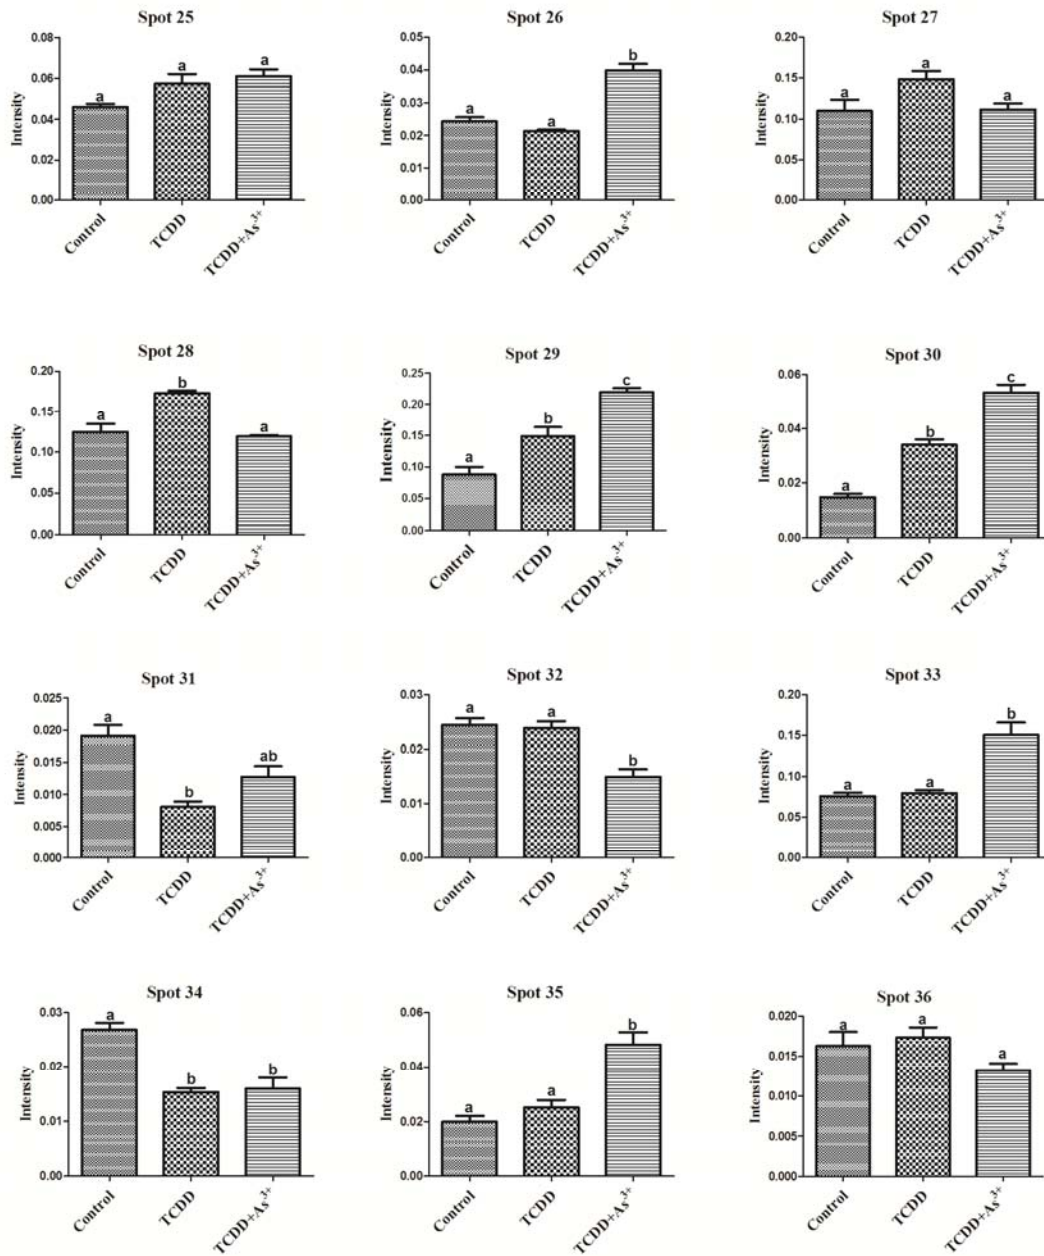 Spot 25
Intensity
0.08
0.06
0.04
0.02
0.00
a
a
a
Control
TCDD
TCDD+As³⁺
Spot 26
Intensity
0.05
0.04
0.03
0.02
0.01
0.00
a
a
b
Control
TCDD
TCDD+As³⁺
Spot 27
Intensity
0.20
0.15
0.10
0.05
0.00
a
a
a
Control
TCDD
TCDD+As³⁺
Spot 28
Intensity
0.20
0.15
0.10
0.05
0.00
a
b
a
Control
TCDD
TCDD+As³⁺
Spot 29
Intensity
0.25
0.20
0.15
0.10
0.05
0.00
a
b
c
Control
TCDD
TCDD+As³⁺
Spot 30
Intensity
0.06
0.04
0.02
0.00
a
b
c
Control
TCDD
TCDD+As³⁺
Spot 31
Intensity
0.025
0.020
0.015
0.010
0.005
0.000
a
b
ab
Control
TCDD
TCDD+As³⁺
Spot 32
Intensity
0.03
0.02
0.01
0.00
a
a
b
Control
TCDD
TCDD+As³⁺
Spot 33
Intensity
0.20
0.15
0.10
0.05
0.00
a
a
b
Control
TCDD
TCDD+As³⁺
Spot 34
Intensity
0.03
0.02
0.01
0.00
a
b
b
Control
TCDD
TCDD+As³⁺
Spot 35
Intensity
0.06
0.04
0.02
0.00
a
a
b
Control
TCDD
TCDD+As³⁺
Spot 36
Intensity
0.020
0.015
0.010
0.005
0.000
a
a
a
Control
TCDD
TCDD+As³⁺